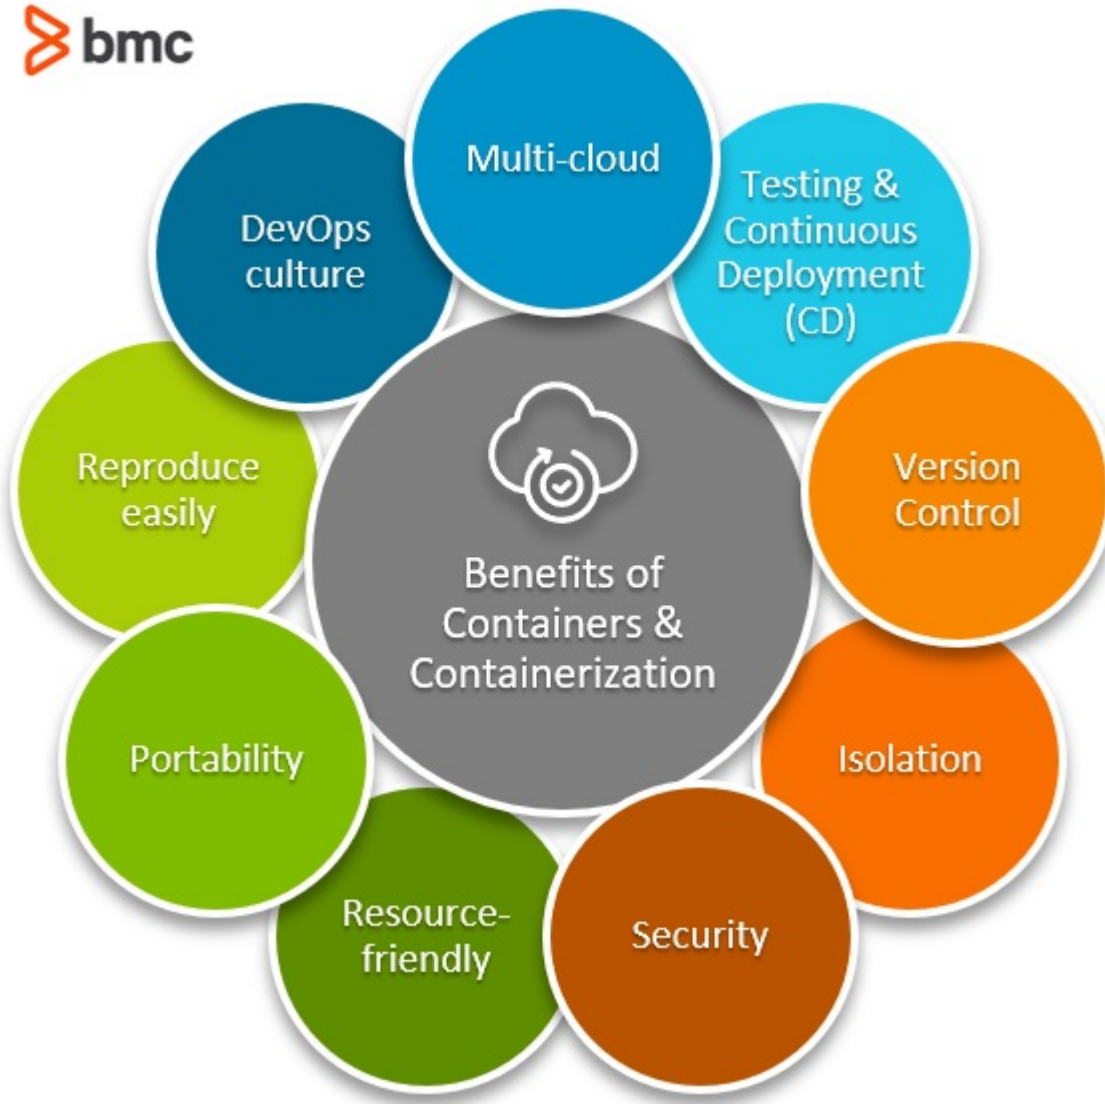 bmc
Multi-cloud
Testing &
Continuous
Deployment
(CD)
Version
Control
Isolation
Security
Resource-
friendly
Portability
Reproduce
easily
DevOps
culture
Benefits of
Containers &
Containerization